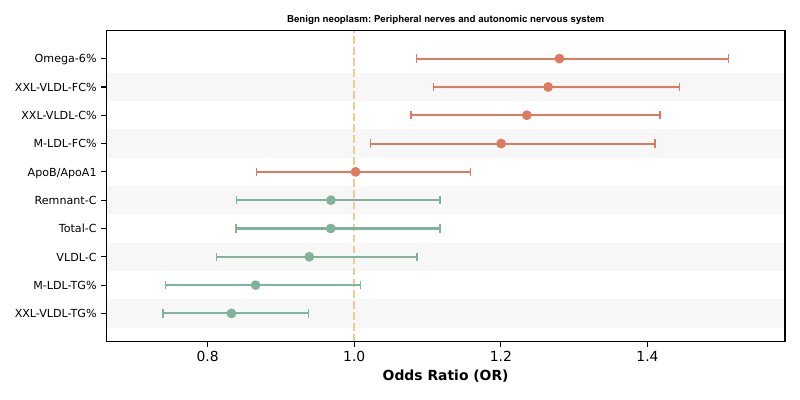 Benign neoplasm: Peripheral nerves and autonomic nervous system
Omega-6%
XXL-VLDL-FC%
XXL-VLDL-C%
M-LDL-FC%
ApoB/ApoA1
Remnant-C
Total-C
VLDL-C
M-LDL-TG%
XXL-VLDL-TG%
0.8 1.0 1.2 1.4
Odds Ratio (OR)